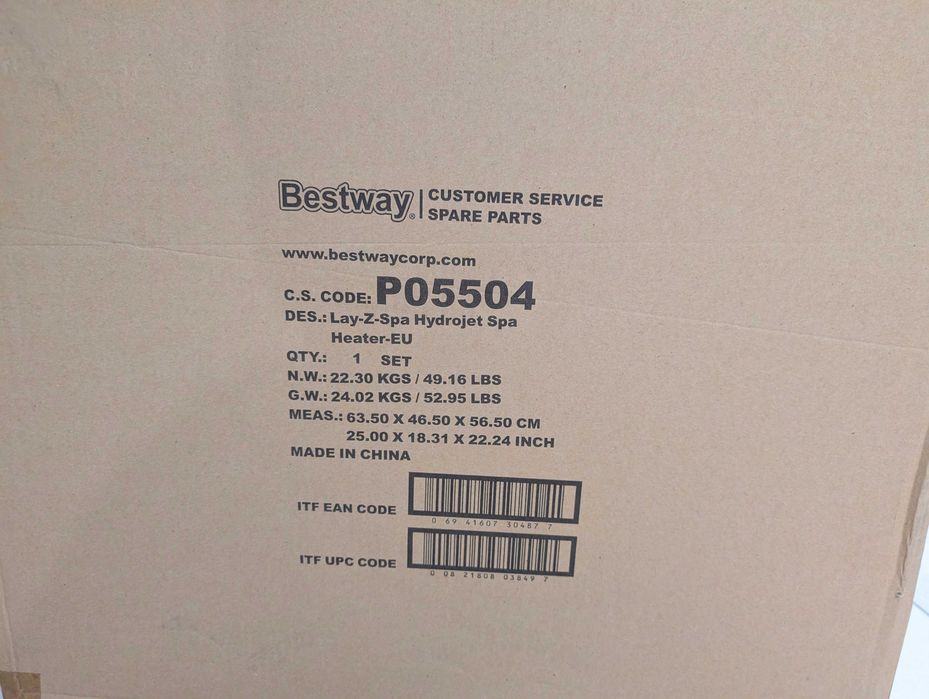 Bestway® CUSTOMER SERVICE
SPARE PARTS
www.bestwaycorp.com
C.S. CODE: P05504
DES.: Lay-Z-Spa Hydrojet Spa
Heater-EU
QTY.: 1 SET
N.W.: 22.30 KGS / 49.16 LBS
G.W.: 24.02 KGS / 52.95 LBS
MEAS.: 63.50 X 46.50 X 56.50 CM
25.00 X 18.31 X 22.24 INCH
MADE IN CHINA
ITF EAN CODE
0 69 41607 30487 7
ITF UPC CODE
0 08 21808 03849 7